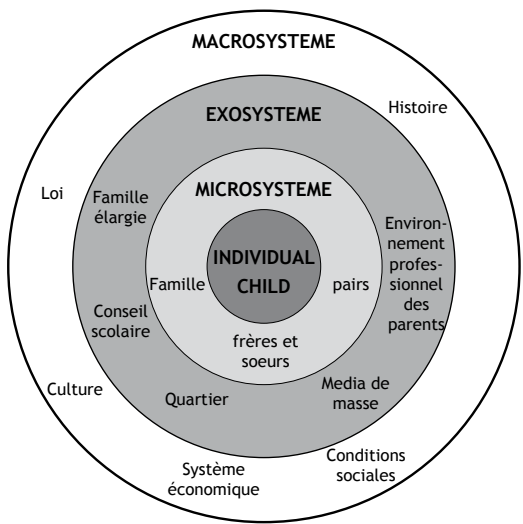 MACROSYSTEME
EXOSYSTEME
Histoire
MICROSYSTEME
Loi
Famille
élargie
INDIVIDUAL
CHILD
Famille
pairs
Environ-
nement
profes-
sionnel
des
parents
Conseil
scolaire
frères et
soeurs
Culture
Quartier
Media de
masse
Système
économique
Conditions
sociales